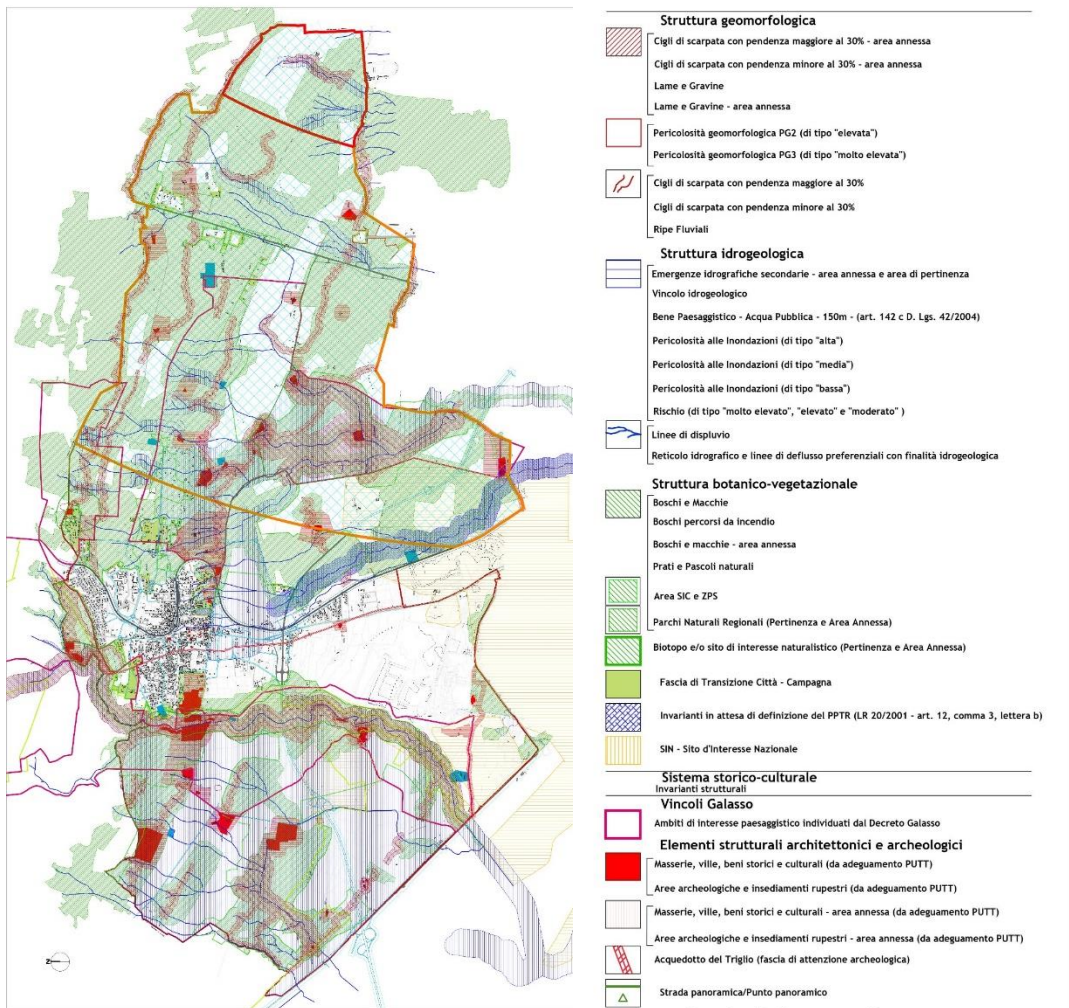 Struttura geomorfologica
Cigli di scarpata con pendenza maggiore al 30% - area annessa
Cigli di scarpata con pendenza minore al 30% - area annessa
Lame e Gravine
Lame e Gravine - area annessa
Pericolosità geomorfologica PG2 (di tipo "elevata")
Pericolosità geomorfologica PG3 (di tipo "molto elevata")
Cigli di scarpata con pendenza maggiore al 30%
Cigli di scarpata con pendenza minore al 30%
Ripe Fluviali
Struttura idrogeologica
Emergenze idrografiche secondarie - area annessa e area di pertinenza
Vincolo idrogeologico
Bene Paesaggistico - Acqua Pubblica - 150m - (art. 142 c D. Lgs. 42/2004)
Pericolosità alle Inondazioni (di tipo "alta")
Pericolosità alle Inondazioni (di tipo "media")
Pericolosità alle Inondazioni (di tipo "bassa")
Rischio (di tipo "molto elevato", "elevato" e "moderato" )
Linee di displuvio
Reticolo idrografico e linee di deflusso preferenziali con finalità idrogeologica
Struttura botanico-vegetazionale
Boschi e Macchie
Boschi percorsi da incendio
Boschi e macchie - area annessa
Prati e Pascoli naturali
Area SIC e ZPS
Parchi Naturali Regionali (Pertinenza e Area Annessa)
Biotopo e/o sito di interesse naturalistico (Pertinenza e Area Annessa)
Fascia di Transizione Città - Campagna
Invarianti in attesa di definizione del PPTR (LR 20/2001 - art. 12, comma 3, lettera b)
SIN - Sito d'Interesse Nazionale
Sistema storico-culturale
Invarianti strutturali
Vincoli Galasso
Ambiti di interesse paesaggistico individuati dal Decreto Galasso
Elementi strutturali architettonici e archeologici
Masserie, ville, beni storici e culturali (da adeguamento PUTT)
Aree archeologiche e insediamenti rupestri (da adeguamento PUTT)
Masserie, ville, beni storici e culturali - area annessa (da adeguamento PUTT)
Aree archeologiche e insediamenti rupestri - area annessa (da adeguamento PUTT)
Acquedotto del Triglio (fascia di attenzione archeologica)
Strada panoramica/Punto panoramico